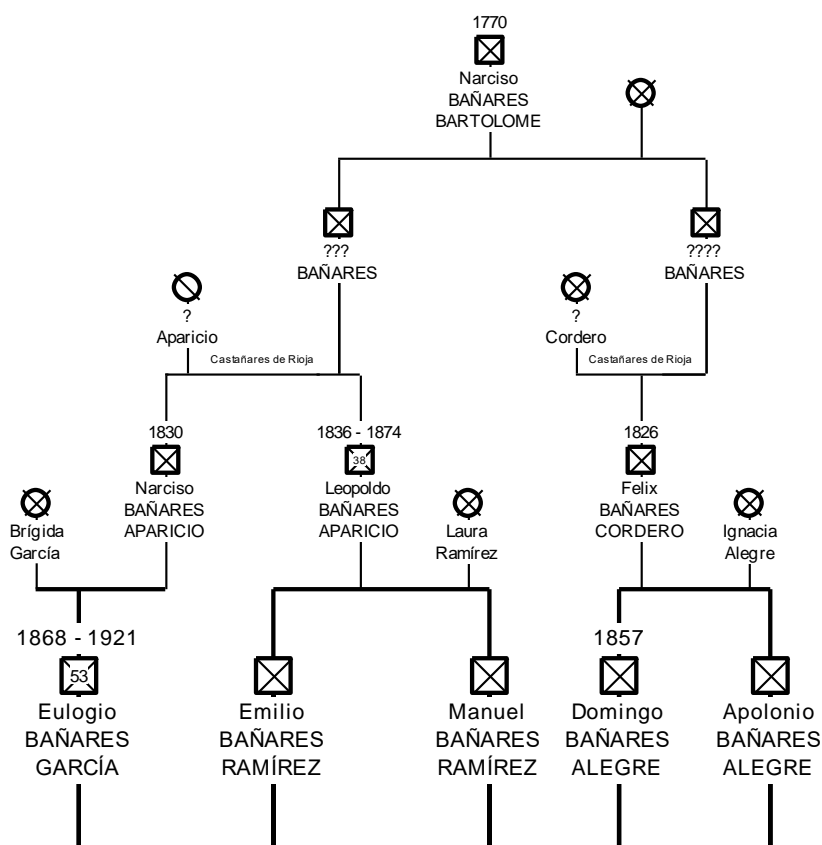 1770
Narciso
BAÑARES
BARTOLOME
???
BAÑARES
????
BAÑARES
?
Aparicio
?
Cordero
Castañares de Rioja
Castañares de Rioja
1830
Narciso
BAÑARES
APARICIO
1836 - 1874
38
Leopoldo
BAÑARES
APARICIO
1826
Felix
BAÑARES
CORDERO
Brígida
García
Laura
Ramírez
Ignacia
Alegre
1868 - 1921
53
Eulogio
BAÑARES
GARCÍA
Emilio
BAÑARES
RAMÍREZ
Manuel
BAÑARES
RAMÍREZ
1857
Domingo
BAÑARES
ALEGRE
Apolonio
BAÑARES
ALEGRE